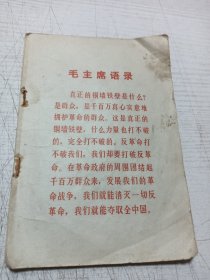 毛主席语录
真正的铜墙铁壁是什么？
是群众，是千百万真心实意地
拥护革命的群众。这是真正的
铜墙铁壁，什么力量也打不破
的，完全打不破的。反革命打
不破我们，我们却要打破反革
命。在革命政府的周围团结起
千百万群众来，发展我们的革
命战争，我们就能消灭一切反
革命，我们就能夺取全中国。